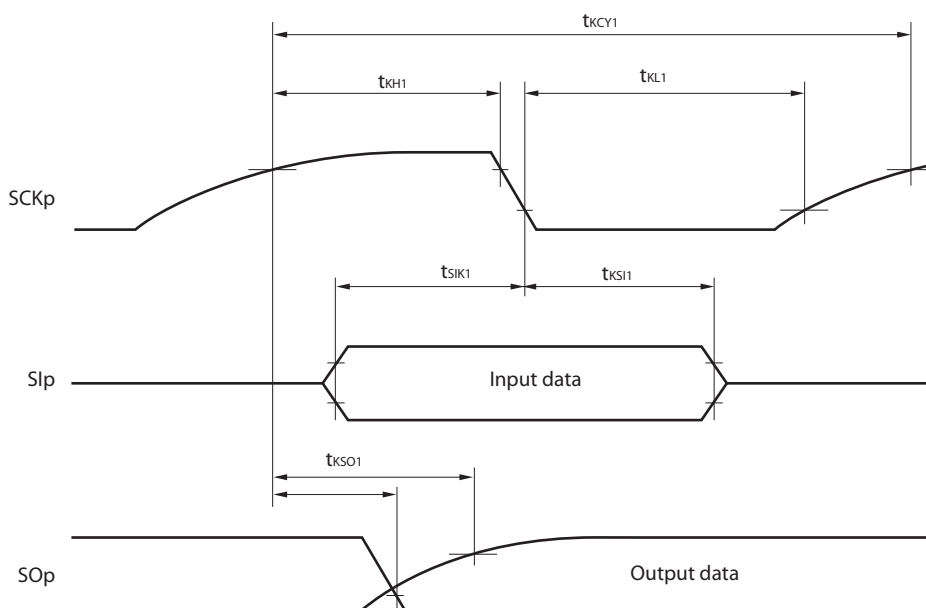 tKCY1
tKH1
tKL1
SCKp
tSIK1
tKSI1
SIp
Input data
tKSO1
SOp
Output data